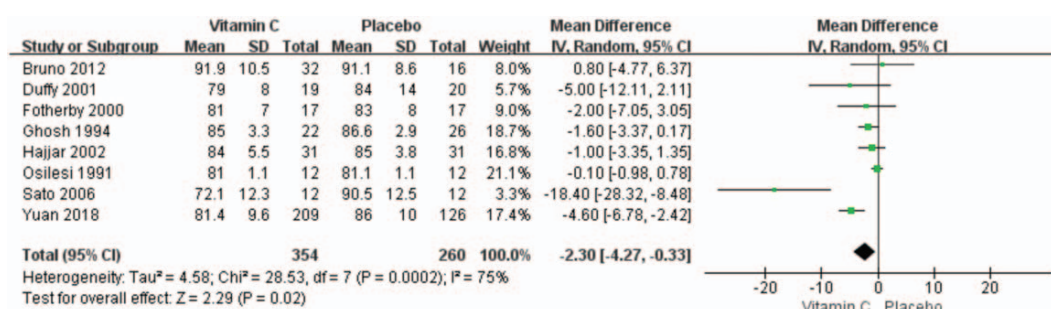 Vitamin C Placebo Mean Difference Mean Difference
Study or Subgroup Mean SD Total Mean SD Total Weight IV, Random, 95% CI IV, Random, 95% CI
Bruno 2012 91.9 10.5 32 91.1 8.6 16 8.0% 0.80 [-4.77, 6.37]
Duffy 2001 79 8 19 84 14 20 5.7% -5.00 [-12.11, 2.11]
Fotherby 2000 81 7 17 83 8 17 9.0% -2.00 [-7.05, 3.05]
Ghosh 1994 85 3.3 22 86.6 2.9 26 18.7% -1.60 [-3.37, 0.17]
Hajjar 2002 84 5.5 31 85 3.8 31 16.8% -1.00 [-3.35, 1.35]
Osilesi 1991 81 1.1 12 81.1 1.1 12 21.1% -0.10 [-0.98, 0.78]
Sato 2006 72.1 12.3 12 90.5 12.5 12 3.3% -18.40 [-28.32, -8.48]
Yuan 2018 81.4 9.6 209 86 10 126 17.4% -4.60 [-6.78, -2.42]
Total (95% CI) 354 260 100.0% -2.30 [-4.27, -0.33]
Heterogeneity: Tau² = 4.58; Chi² = 28.53, df = 7 (P = 0.0002); I² = 75%
Test for overall effect: Z = 2.29 (P = 0.02)
-20 -10 0 10 20
Vitamin C Placebo